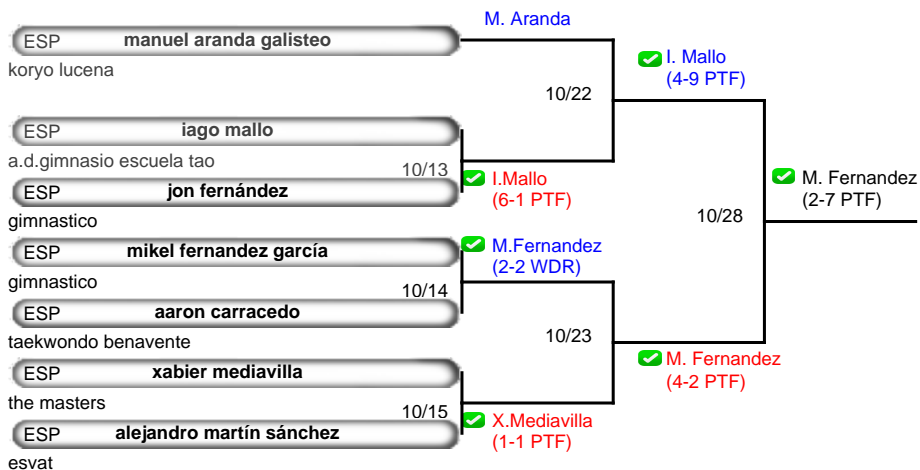 M. Aranda
ESP manuel aranda galisteo
koryo lucena
I. Mallo
(4-9 PTF)
10/22
ESP iago mallo
a.d.gimnasio escuela tao
10/13
I.Mallo
(6-1 PTF)
ESP jon fernández
gimnastico
M. Fernandez
(2-7 PTF)
10/28
ESP mikel fernandez garcía
gimnastico
M.Fernandez
(2-2 WDR)
10/14
ESP aaron carracedo
taekwondo benavente
10/23
M. Fernandez
(4-2 PTF)
ESP xabier mediavilla
the masters
10/15
X.Mediavilla
(1-1 PTF)
ESP alejandro martín sánchez
esvat